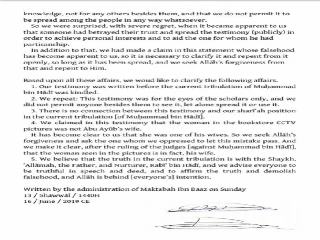 knowledge, not for any others besides them, and that we do not permit it to
be spread among the people in any way whatsoever.
So we were surprised, with severe regret, when it became apparent to us
that someone had betrayed their trust and spread the testimony (publicly) in
order to achieve personal interests and to aid the one for whom he had
partisanship.
In addition to that, we had made a claim in this statement whose falsehood
has become apparent to us, so it is necessary to clarify it and repent from it
openly, so long as it has been spread, and we seek Allāh's forgiveness from
that and repent to Him.
Based upon all these affairs, we would like to clarify the following affairs.
1. Our testimony was written before the current tribulation of Muḥammad
bin Hādī was kindled.
2. We repeat: This testimony was for the eyes of the scholars only, and we
did not permit anyone besides them to see it, let alone spread it or use it.
3. There is no connection between this testimony and our sharī'ah position
in the current tribulation [of Muḥammad bin Hādī].
4. We claimed in this testimony that the woman in the bookstore CCTV
pictures was not Abu Ayūb's wife.
It has become clear to us that she was one of his wives. So we seek Allāh's
forgiveness and ask the one whom we oppressed to let this mistake pass. And
we make it clear, after the ruling of the judges [against Muḥammad bin Hādī],
that the woman seen in the pictures is in fact, his wife.
5. We believe that the truth in the current tribulation is with the Shaykh,
'Allāmah, the rather, and Nurturer, Rabī' bin Hādī, and we advise everyone to
be truthful in speech and deed, and to affirm the truth and demolish
falsehood, and Allāh is behind [everyone's] intention.
Written by the administration of Maktabah Ibn Baaz on Sunday
13 / Shawwal / 1440H
16 / June / 2019 CE